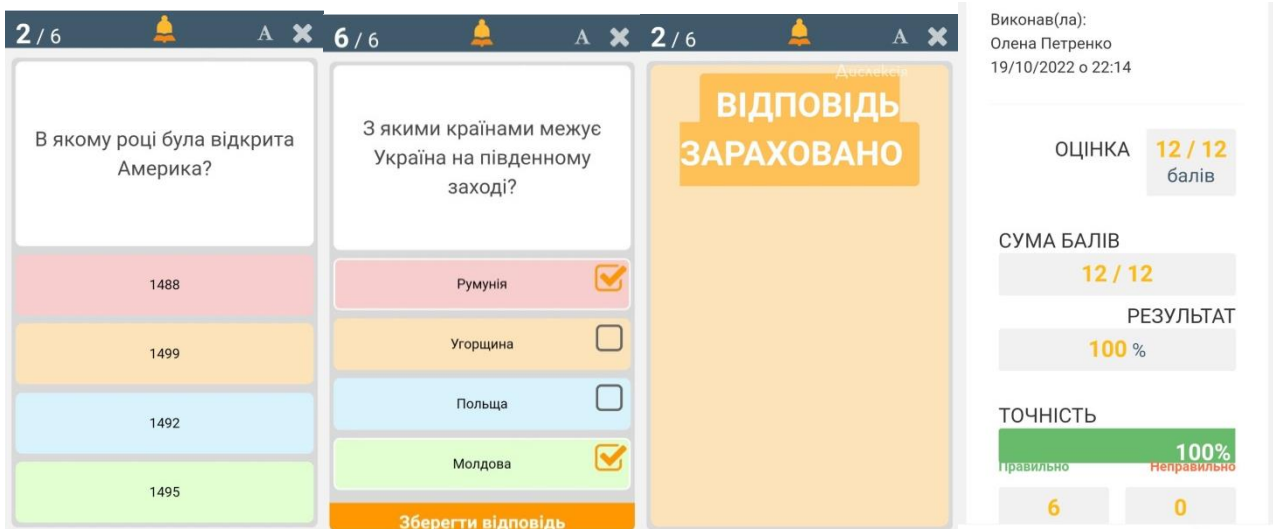 2 / 6
A
В якому році була відкрита
Америка?
1488
1499
1492
1495
6 / 6
A
З якими країнами межує
Україна на південному
заході?
Румунія
Угорщина
Польща
Молдова
Зберегти відповідь
2 / 6
A
Дислексія
ВІДПОВІДЬ
ЗАРАХОВАНО
Виконав(ла):
Олена Петренко
19/10/2022 о 22:14
ОЦІНКА 12 / 12
балів
СУМА БАЛІВ
12 / 12
РЕЗУЛЬТАТ
100 %
ТОЧНІСТЬ
100%
Правильно Неправильно
6 0